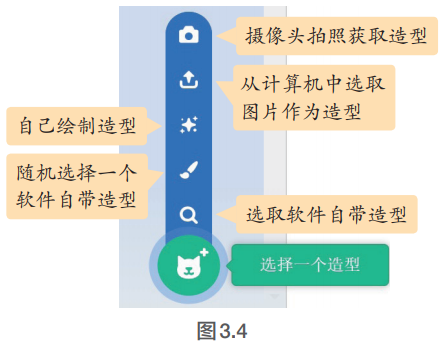 摄像头拍照获取造型
从计算机中选取
图片作为造型
自己绘制造型
随机选择一个
软件自带造型
选取软件自带造型
选择一个造型
图3.4